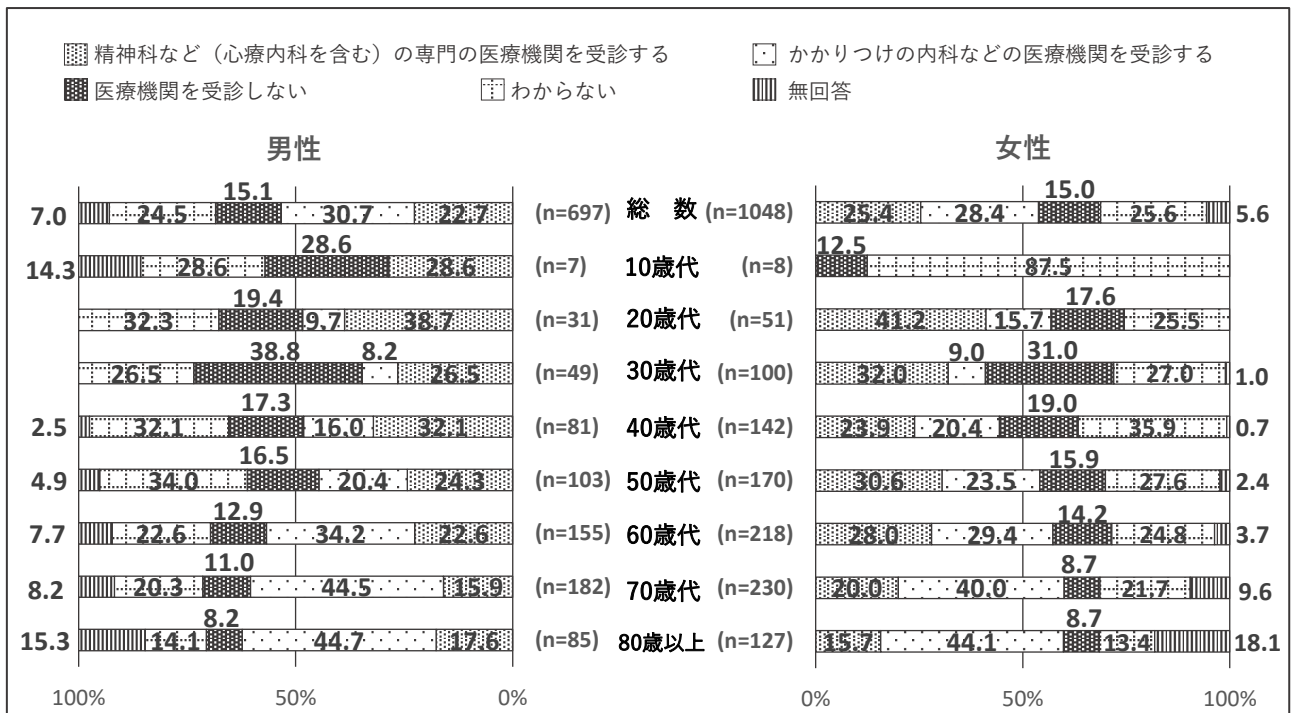 精神科など（心療内科を含む）の専門の医療機関を受診する かかりつけの内科などの医療機関を受診する
医療機関を受診しない わからない 無回答
男性 女性
15.1 15.0
7.0 24.5 30.7 22.7 (n=697) 総 数 (n=1048) 25.4 28.4 25.6 5.6
28.6 12.5
14.3 28.6 28.6 (n=7) 10歳代 (n=8) 87.5
19.4 17.6
32.3 9.7 38.7 (n=31) 20歳代 (n=51) 41.2 15.7 25.5
38.8 8.2 9.0 31.0
26.5 26.5 (n=49) 30歳代 (n=100) 32.0 27.0 1.0
17.3 19.0
2.5 32.1 16.0 32.1 (n=81) 40歳代 (n=142) 23.9 20.4 35.9 0.7
16.5 15.9
4.9 34.0 20.4 24.3 (n=103) 50歳代 (n=170) 30.6 23.5 27.6 2.4
12.9 14.2
7.7 22.6 34.2 22.6 (n=155) 60歳代 (n=218) 28.0 29.4 24.8 3.7
11.0 8.7
8.2 20.3 44.5 15.9 (n=182) 70歳代 (n=230) 20.0 40.0 21.7 9.6
8.2 8.7
15.3 14.1 44.7 17.6 (n=85) 80歳以上 (n=127) 15.7 44.1 13.4 18.1
100% 50% 0% 0% 50% 100%